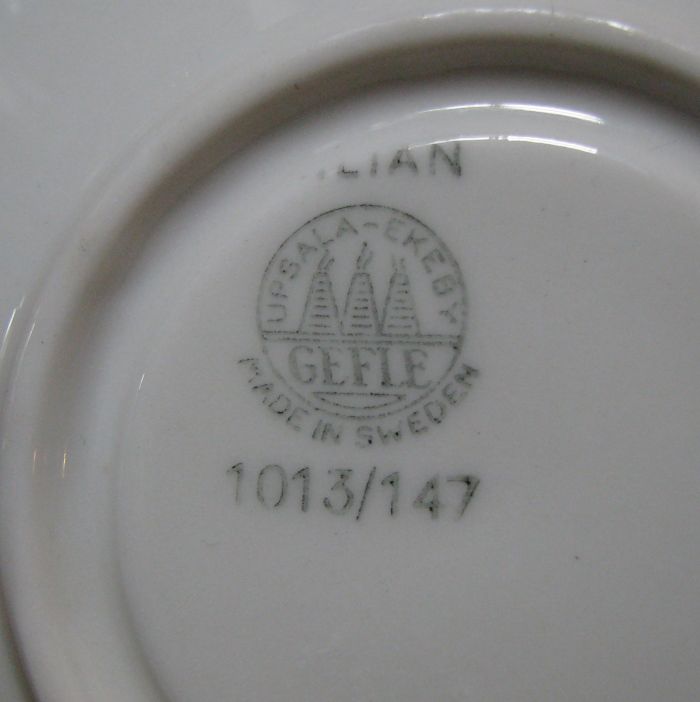 UPSALA-EKEBY
GEFLE
MADE IN SWEDEN
1013/147